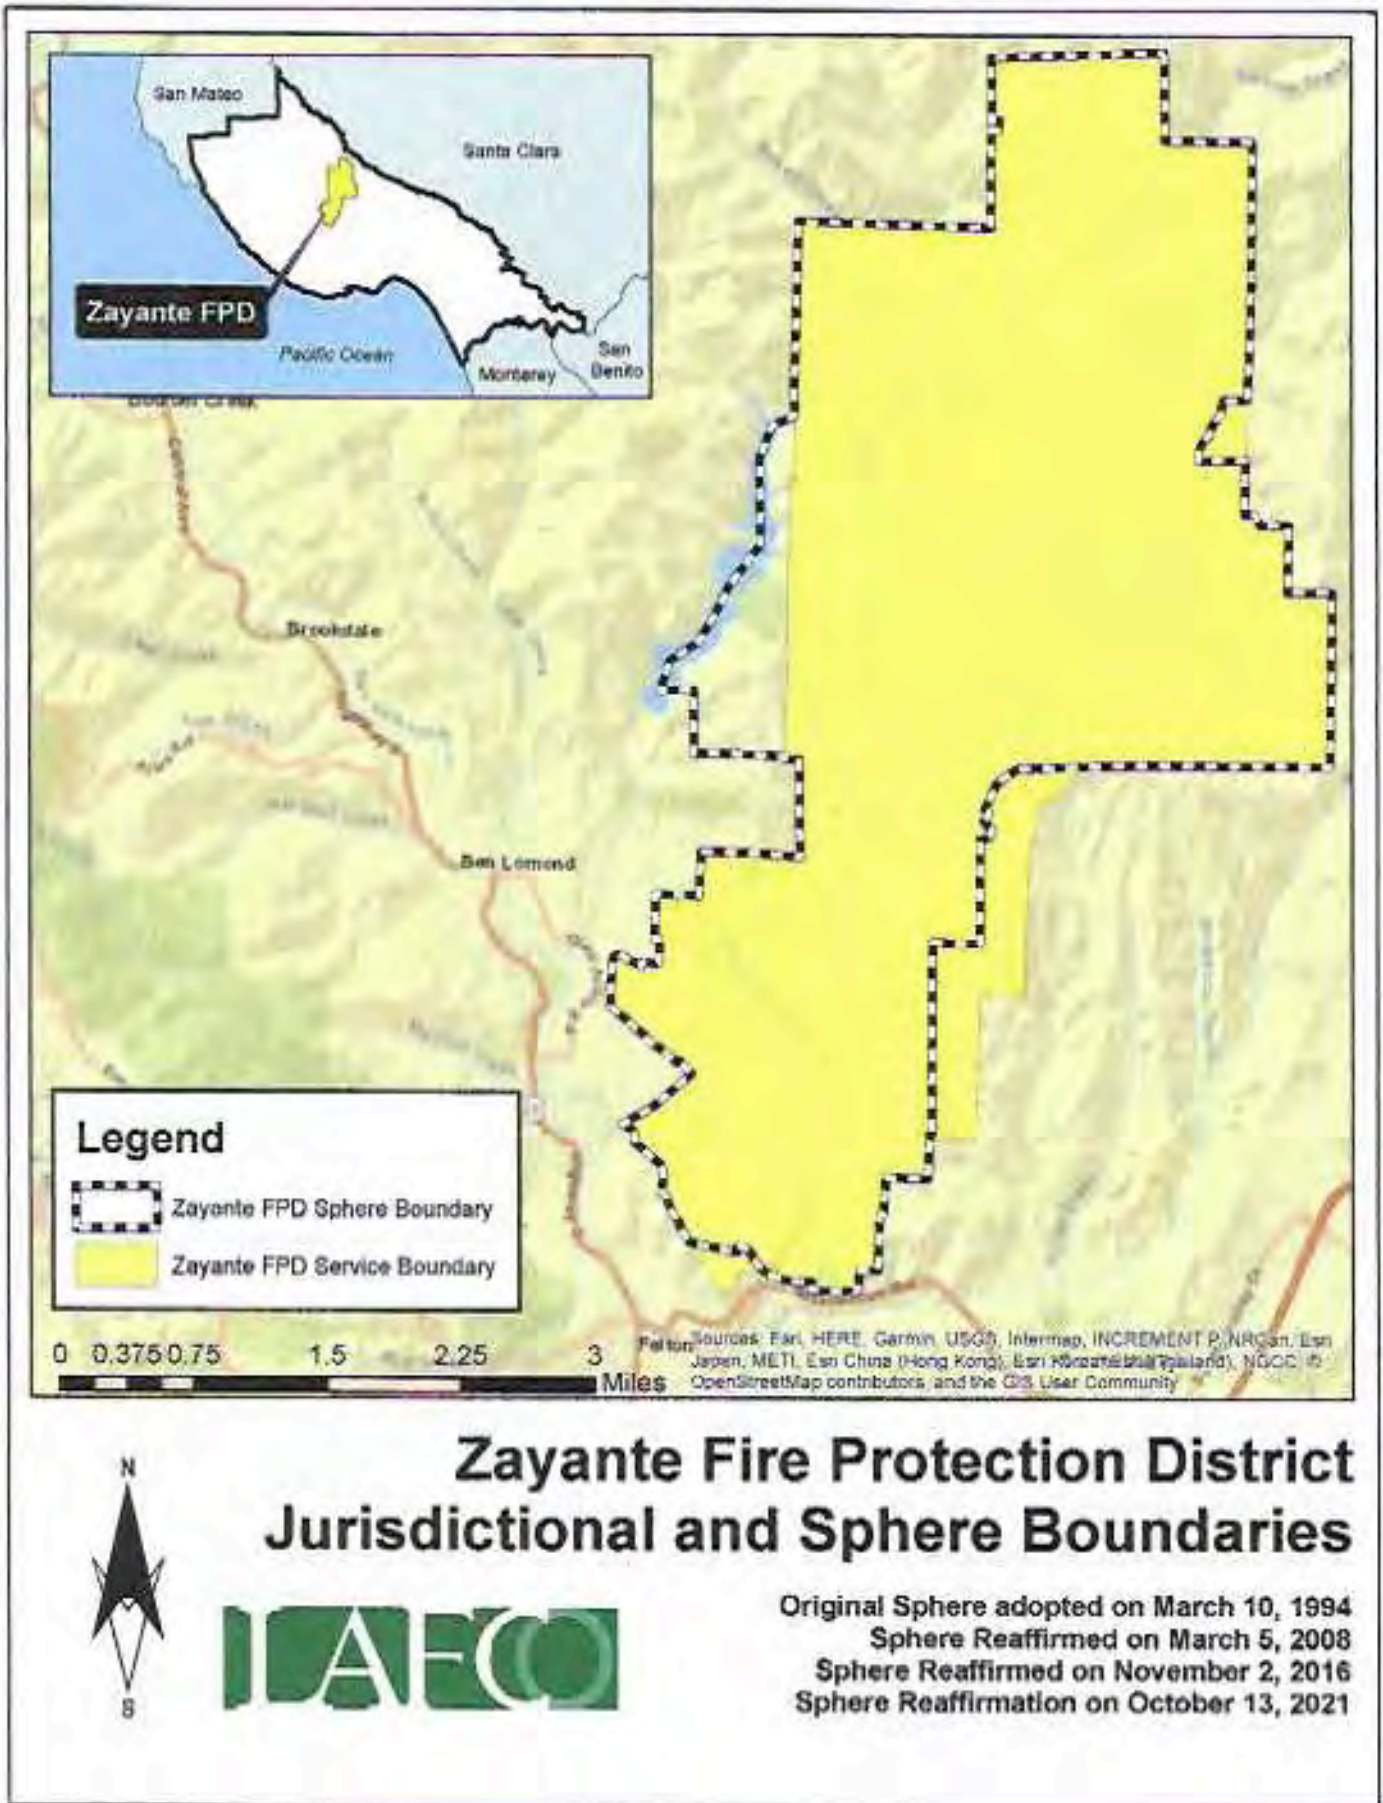 San Mateo
Santa Clara
Zayante FPD
Pacific Ocean
Monterey
San
Benito
Brookdale
Ben Lomond
Legend
Zayante FPD Sphere Boundary
Zayante FPD Service Boundary
0 0.375 0.75 1.5 2.25 3
Miles
Felton
Sources: Esri, HERE, Garmin, USGS, Intermap, INCREMENT P, NRCan, Esri
Japan, METI, Esri China (Hong Kong), Esri NGCC, ©
OpenStreetMap contributors, and the GIS User Community
Zayante Fire Protection District
Jurisdictional and Sphere Boundaries
N
S
LAFCO
Original Sphere adopted on March 10, 1994
Sphere Reaffirmed on March 5, 2008
Sphere Reaffirmed on November 2, 2016
Sphere Reaffirmation on October 13, 2021